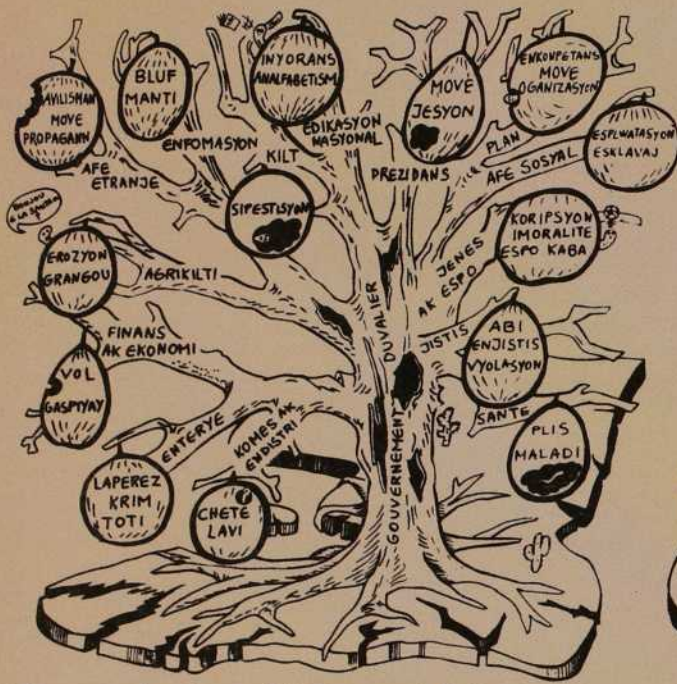 AVILISMAN
MOVE
PROPAGANN
BLUF
MANTI
INYORANS
ANALFABETISM
MOVE
JESYON
ENKONPETANS
MOVE
OGANIZASYON
ESPLWATASYON
ESKLAVAJ
AFE
ETRANJE
ENFOMASYON
KILT
EDIKASYON
NASYONAL
PREZIDANS
PLAN
AFE SOSYAL
SIPESTISYON
KORIPSYON
IMORALITE
ESPO KABA
JENES
AK ESPO
EROZYON
GRANGOU
AGRIKILTI
DUVALIER
GOUVERNEMENT
JISTIS
ABI
ENJISTIS
VYOLASYON
FINANS
AK EKONOMI
VOL
GASPIYAY
SANTE
PLIS
MALADI
ENTERYE
KOMES AK
ENDISTRI
LAPEREZ
KRIM
TOTI
CHETE
LAVI